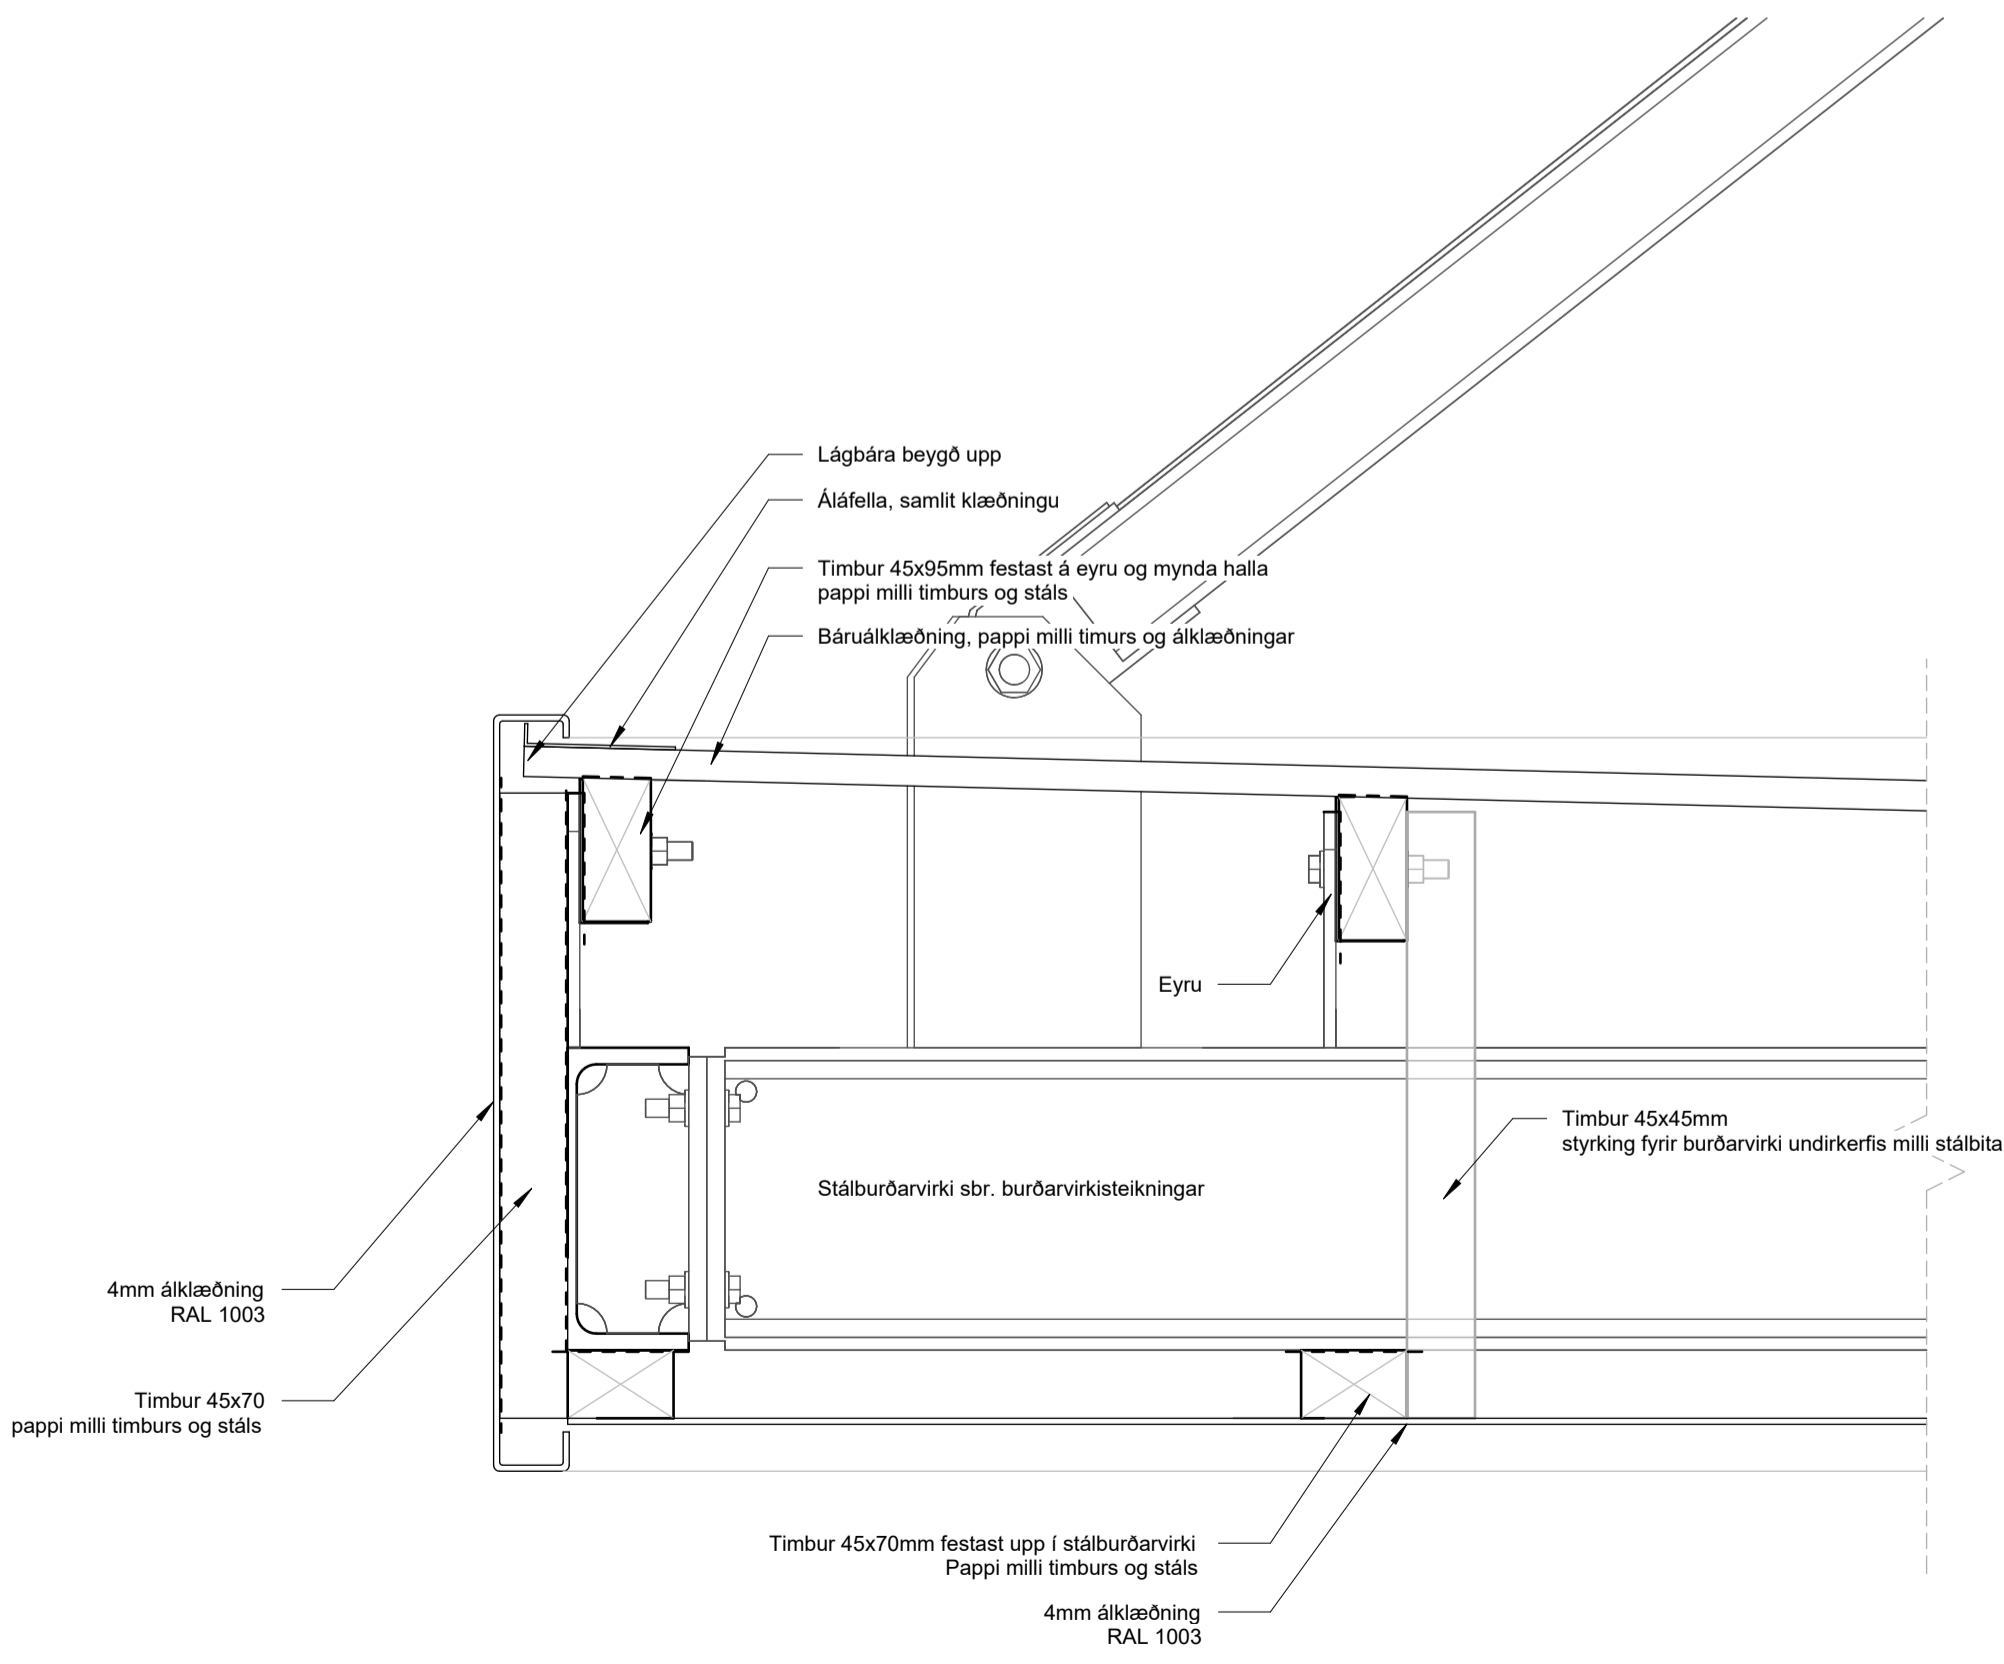 Lágbára beygð upp
Áláfella, samlit klæðningu
Timbur 45x95mm festast á eyru og mynda halla
pappi milli timburs og stáls
Báruálklæðning, pappi milli timurs og álklæðningar
Eyru
Timbur 45x45mm
styrking fyrir burðarvirki undirkerfis milli stálbita
Stálburðarvirki sbr. burðarvirkisteikningar
4mm álklæðning
RAL 1003
Timbur 45x70
pappi milli timburs og stáls
Timbur 45x70mm festast upp í stálburðarvirki
Pappi milli timburs og stáls
4mm álklæðning
RAL 1003